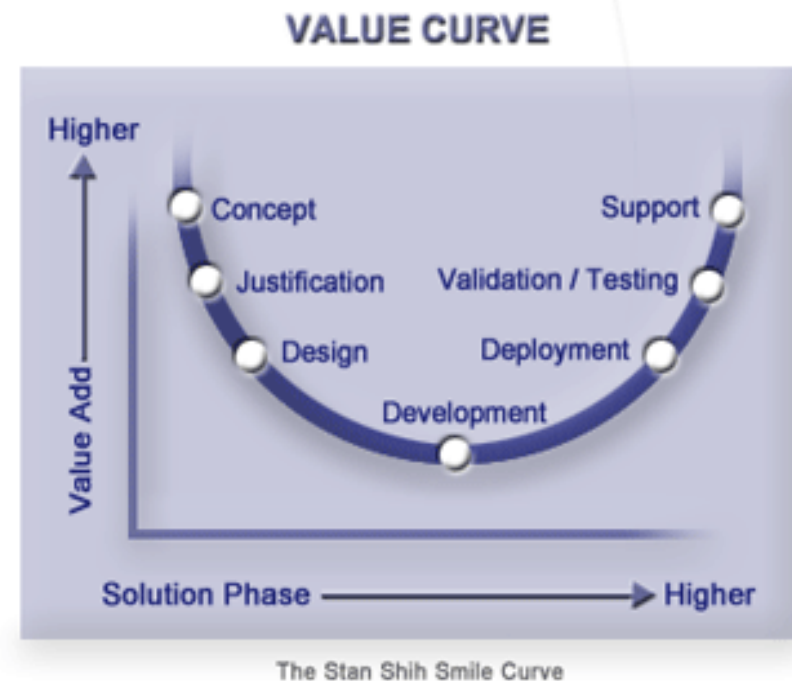 VALUE CURVE
Higher
Concept
Support
Justification
Validation / Testing
Design
Deployment
Development
Value Add
Solution Phase
Higher
The Stan Shih Smile Curve